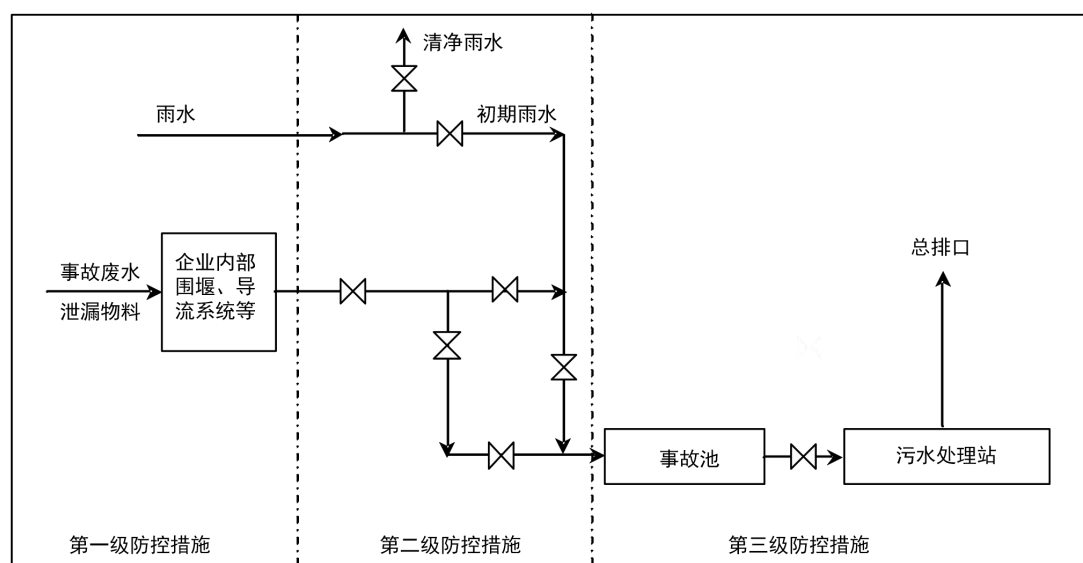 清净雨水
雨水
初期雨水
事故废水
泄漏物料
企业内部
围堰、导
流系统等
总排口
事故池
污水处理站
第一级防控措施
第二级防控措施
第三级防控措施